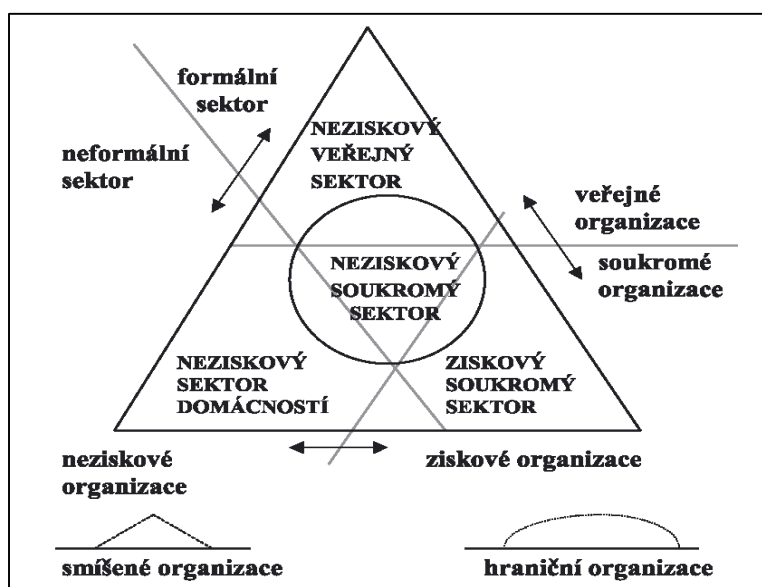 formální
sektor
neformální
sektor
NEZISKOVÝ
VEŘEJNÝ
SEKTOR
veřejné
organizace
soukromé
organizace
NEZISKOVÝ
SOUKROMÝ
SEKTOR
NEZISKOVÝ
SEKTOR
DOMÁCNOSTÍ
ZISKOVÝ
SOUKROMÝ
SEKTOR
neziskové
organizace
ziskové organizace
smíšené organizace
hraniční organizace